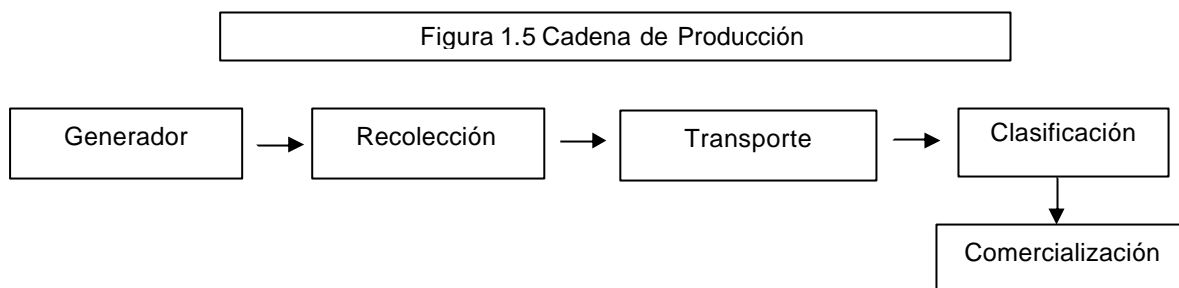 Figura 1.5 Cadena de Producción
Generador
Recolección
Transporte
Clasificación
Comercialización